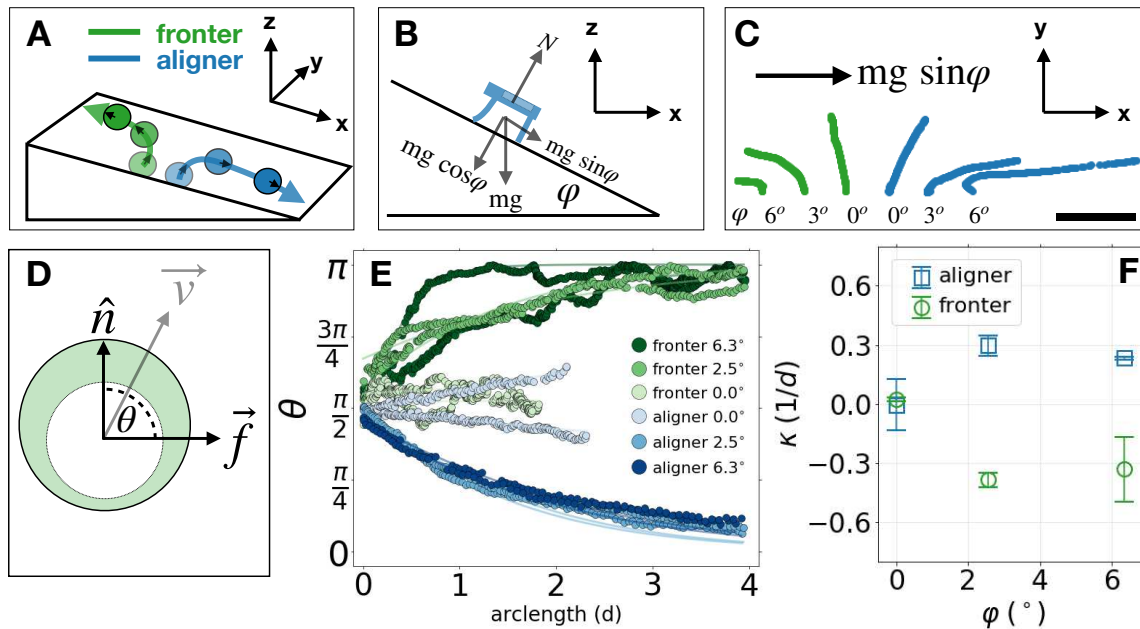 A
fronter
aligner
z
y
x
B
N
z
x
mg cosφ
mg
mg sinφ
φ
C
mg sinφ
y
x
φ 6° 3° 0° 0° 3° 6°
D
n̂
v⃗
θ
f⃗
E
θ
π
3π/4
π/2
π/4
0
fronter 6.3°
fronter 2.5°
fronter 0.0°
aligner 0.0°
aligner 2.5°
aligner 6.3°
0 1 2 3 4
arclength (d)
F
aligner
fronter
κ (1/d)
0.6
0.3
0.0
−0.3
−0.6
0 2 4 6
φ (°)